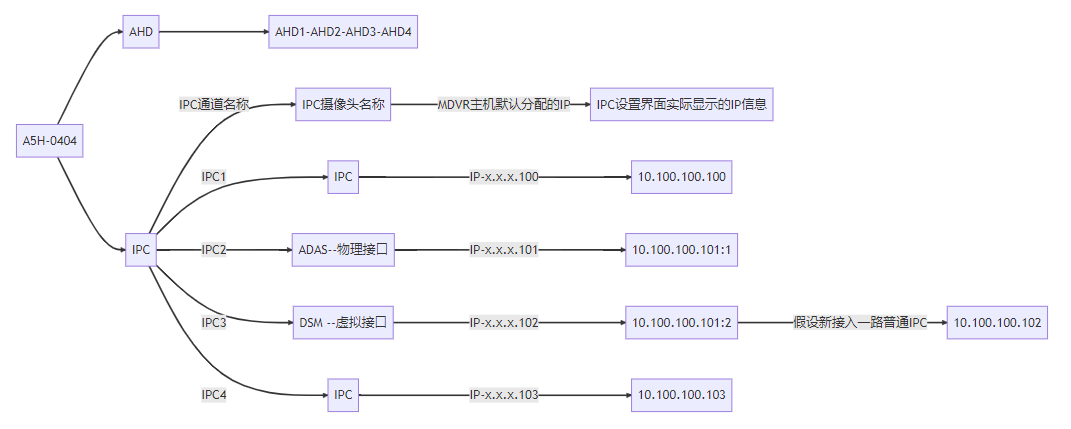 AHD
AHD1-AHD2-AHD3-AHD4
IPC通道名称
IPC摄像头名称
MDVR主机默认分配的IP
IPC设置界面实际显示的IP信息
A5H-0404
IPC1
IPC
IP-x.x.x.100
10.100.100.100
IPC
IPC2
ADAS--物理接口
IP-x.x.x.101
10.100.100.101:1
IPC3
DSM --虚拟接口
IP-x.x.x.102
10.100.100.101:2
假设新接入一路普通IPC
10.100.100.102
IPC4
IPC
IP-x.x.x.103
10.100.100.103